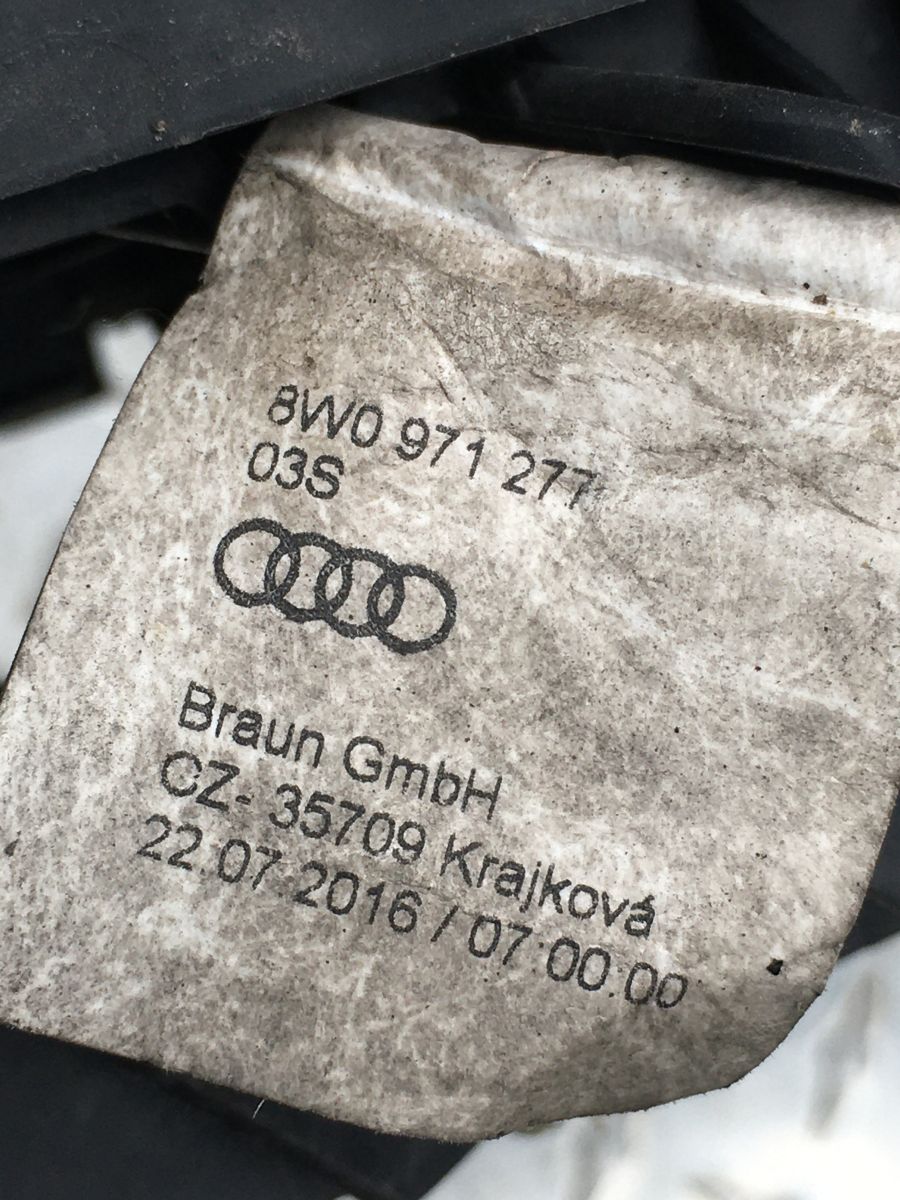 8W0 971 277
03S
Braun GmbH
CZ- 35709 Krajková
22.07.2016 / 07:00:00